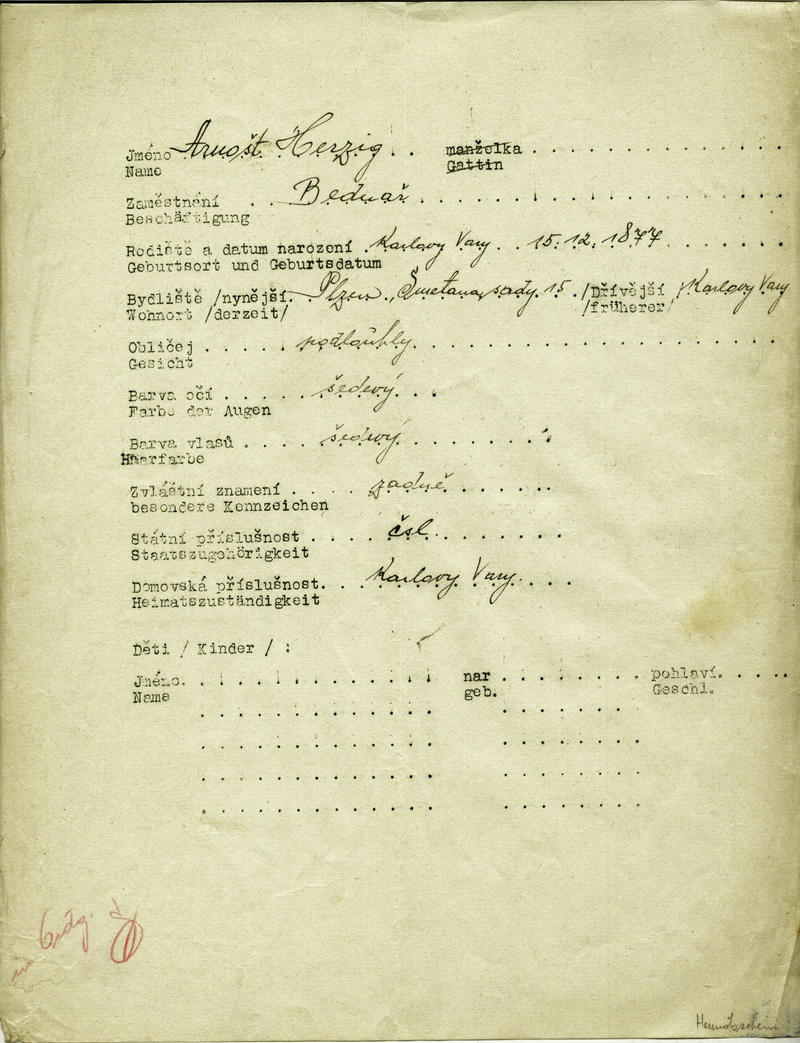 Jméno Arnošt Herzig . . manželka . . . . . . . . . . . . .
Name Gattin
Zaměstnání . . Bednář . . . . . . . . . . . . . . . . . .
Beschäftigung
Rodiště a datum narození . Karlovy Vary . . 15.12.1877 . . . . . . .
Geburtsort und Geburtsdatum
Bydliště /nynější. Plzeň, Smetanovy sady 15 . /Dřívější / Karlovy Vary
Wohnort /derzeit/ /früherer/
Obličej . . . . . podlouhlý . . . . . . . . . . . . . . . . . . .
Gesicht
Barva očí . . . . . . šedivý . . .
Farbe der Augen
Barva vlasů . . . . šedivý . . . . . . . .
Haarfarbe
Zvláštní znamení . . . . žádné . . . . . .
besondere Kennzeichen
Státní příslušnost . . . . čsl. . . . . . . .
Staatszugehörigkeit
Domovská příslušnost. . . Karlovy Vary . . . .
Heimatszuständigkeit
Děti / Kinder / :
Jméno. . . . . . . . . . . . . nar . . . . . . . . pohlaví. . . . .
Name geb. Geschl.